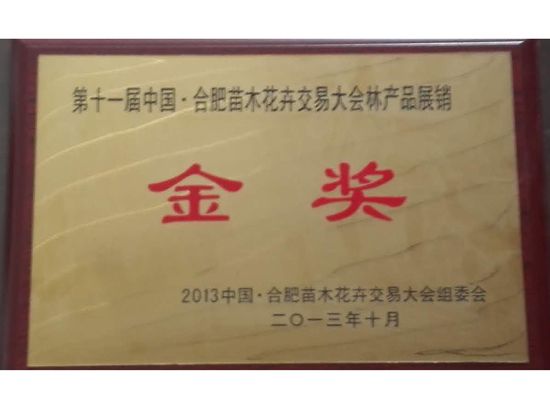 第十一届中国·合肥苗木花卉交易大会林产品展销
金奖
2013中国·合肥苗木花卉交易大会组委会
二〇一三年十月